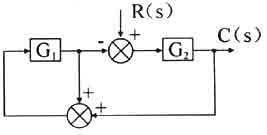 R(s)
G₁
-
+
G₂
C(s)
+
+